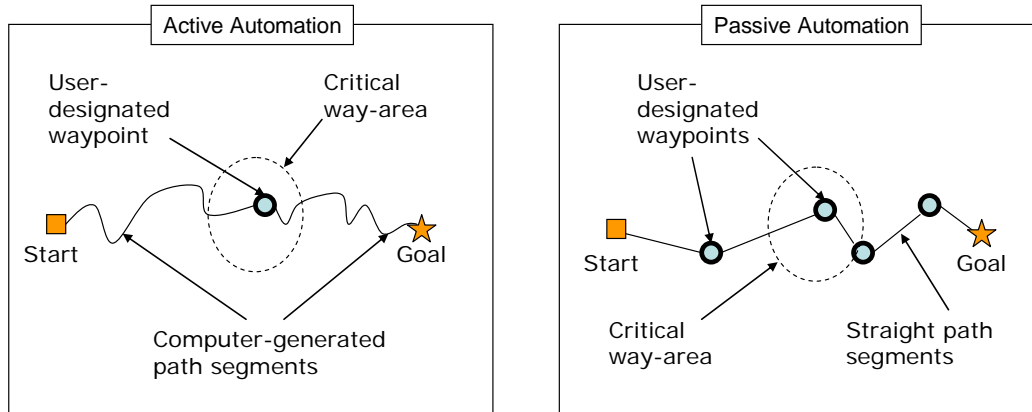 Active Automation
User-
designated
waypoint
Critical
way-area
Start
Goal
Computer-generated
path segments
Passive Automation
User-
designated
waypoints
Start
Goal
Critical
way-area
Straight path
segments